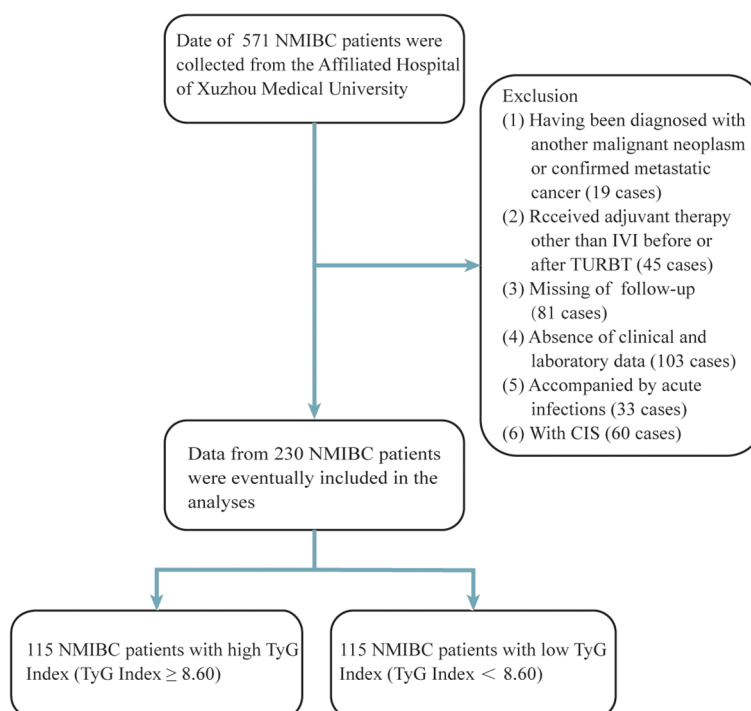 Date of 571 NMIBC patients were
collected from the Affiliated Hospital
of Xuzhou Medical University
Exclusion
(1) Having been diagnosed with
another malignant neoplasm
or confirmed metastatic
cancer (19 cases)
(2) Rcceived adjuvant therapy
other than IVI before or
after TURBT (45 cases)
(3) Missing of follow-up
(81 cases)
(4) Absence of clinical and
laboratory data (103 cases)
(5) Accompanied by acute
infections (33 cases)
(6) With CIS (60 cases)
Data from 230 NMIBC patients
were eventually included in the
analyses
115 NMIBC patients with high TyG
Index (TyG Index ≥ 8.60)
115 NMIBC patients with low TyG
Index (TyG Index < 8.60)